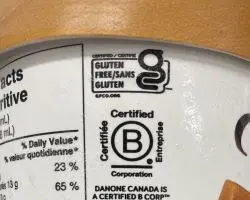 CERTIFIED / CERTIFIÉ
GLUTEN
FREE/SANS
GLUTEN
GFCO.ORG
acts
ritive
mL)
mL)
% Daily Value*
% valeur quotidienne*
23 %
13 g
65 %
Certified
Certifiée
B
Entreprise
Corporation
DANONE CANADA IS
A CERTIFIED B CORP™